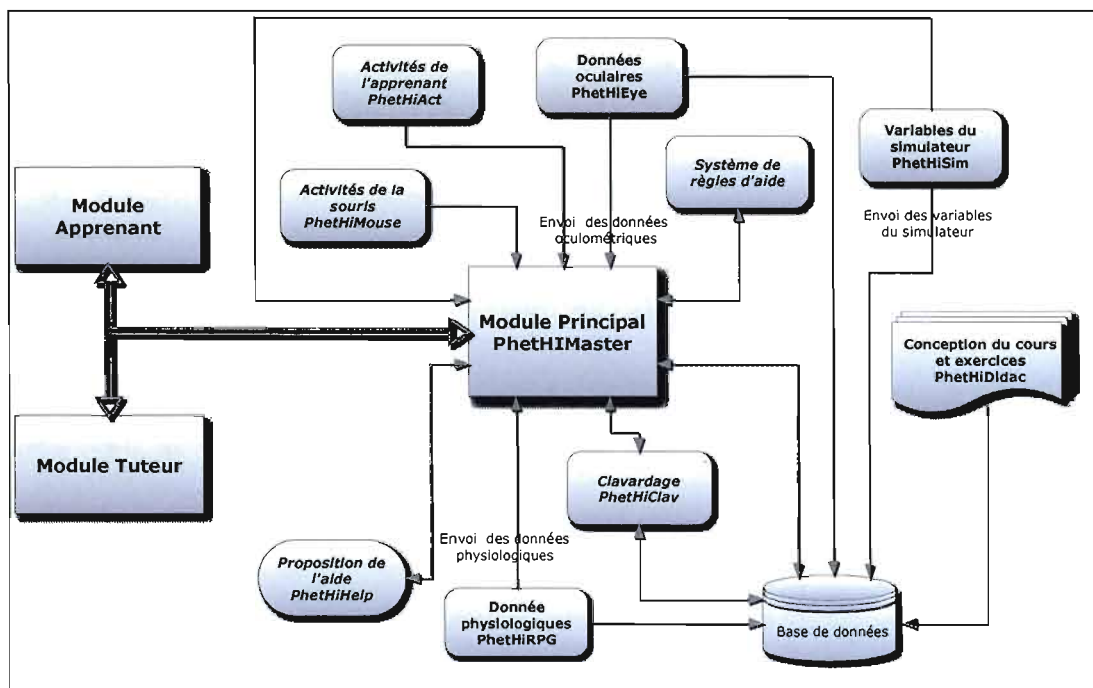 Activités de
l'apprenant
PhetHiAct
Données
oculaires
PhetHiEye
Variables du
simulateur
PhetHiSim
Système de
règles d'aide
Module
Apprenant
Activités de la
souris
PhetHiMouse
Envoi des données
oculométriques
Envoi des variables
du simulateur
Module Principal
PhetHIMaster
Conception du cours
et exercices
PhetHiDidac
Module Tuteur
Clavardage
PhetHiClav
Envoi des données
physiologiques
Proposition de
l'aide
PhetHiHelp
Donnée
physiologiques
PhetHiRPG
Base de données